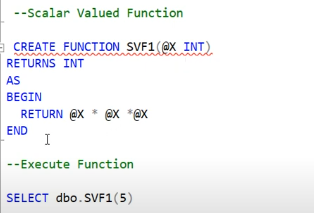 --Scalar Valued Function
CREATE FUNCTION SVF1(@X INT)
RETURNS INT
AS
BEGIN
RETURN @X * @X *@X
END
--Execute Function
SELECT dbo.SVF1(5)